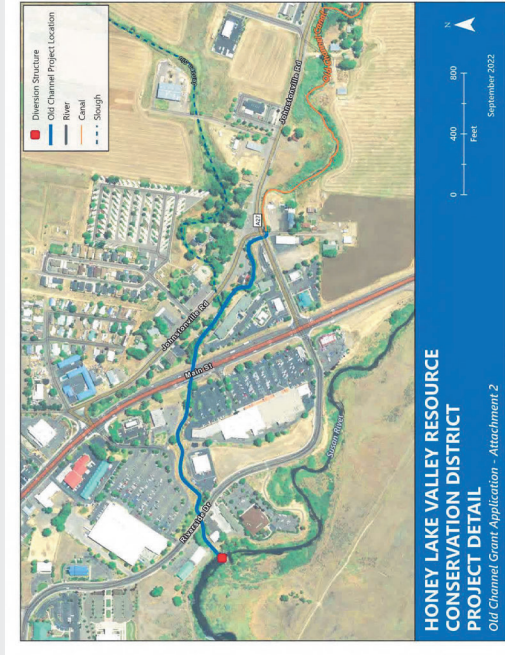 Diversion Structure
Old Channel Project Location
River
Canal
Slough
Johnstonville Rd
A27
Johnstonville Rd
Main St
Riverside Dr
Susan River
HONEY LAKE VALLEY RESOURCE
CONSERVATION DISTRICT
PROJECT DETAIL
Old Channel Grant Application - Attachment 2
N
0 400 800
Feet
September 2022